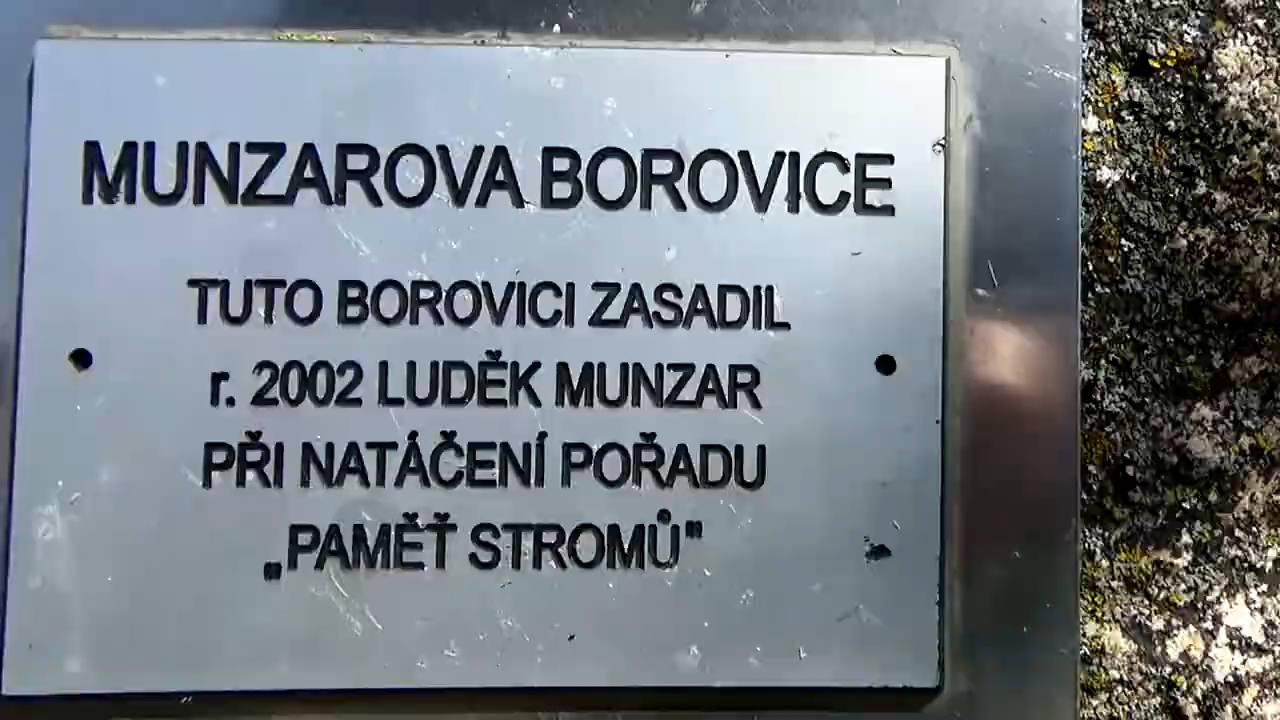 MUNZAROVA BOROVICE
TUTO BOROVICI ZASADIL
r. 2002 LUDĚK MUNZAR
PŘI NATÁČENÍ POŘADU
„PAMĚŤ STROMŮ"